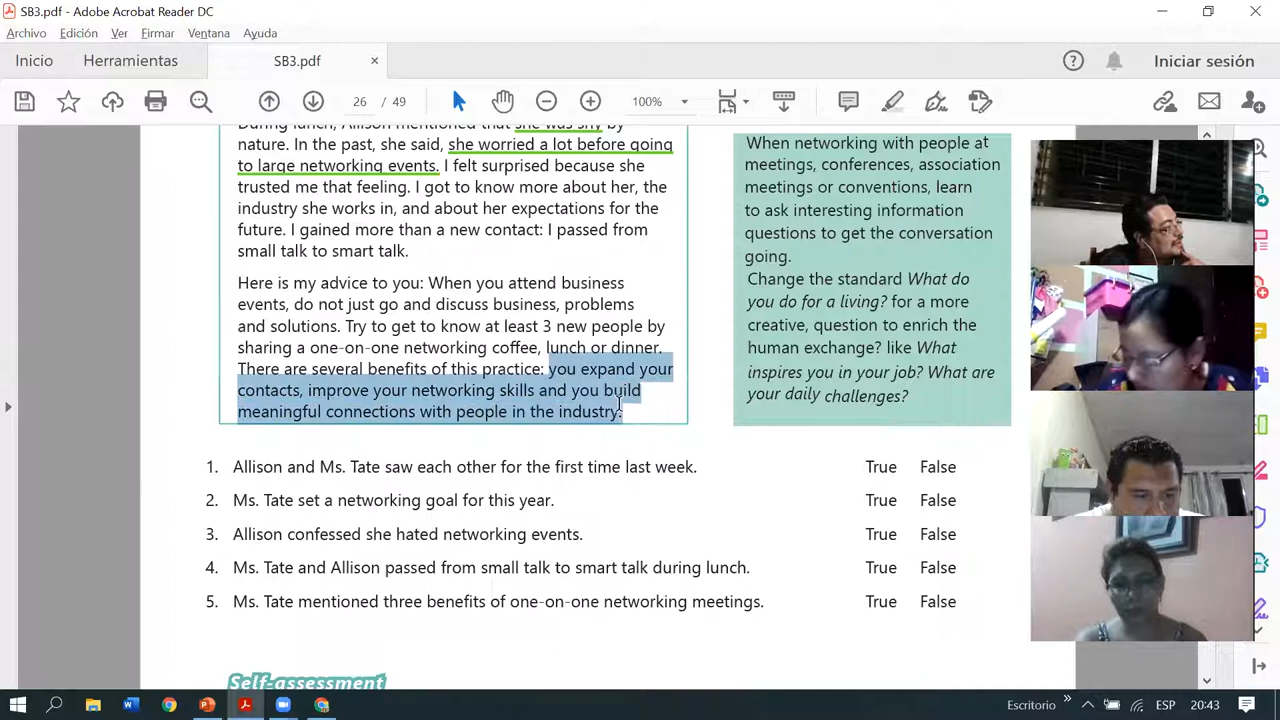 SB3.pdf - Adobe Acrobat Reader DC
Archivo Edición Ver Firmar Ventana Ayuda
Inicio Herramientas SB3.pdf × Iniciar sesión
26 / 49 100%
During lunch, Allison mentioned that she was shy by
nature. In the past, she said, she worried a lot before going
to large networking events. I felt surprised because she
trusted me that feeling. I got to know more about her, the
industry she works in, and about her expectations for the
future. I gained more than a new contact: I passed from
small talk to smart talk.
Here is my advice to you: When you attend business
events, do not just go and discuss business, problems
and solutions. Try to get to know at least 3 new people by
sharing a one-on-one networking coffee, lunch or dinner.
There are several benefits of this practice: you expand your
contacts, improve your networking skills and you build
meaningful connections with people in the industry.
When networking with people at
meetings, conferences, association
meetings or conventions, learn
to ask interesting information
questions to get the conversation
going.
Change the standard What do
you do for a living? for a more
creative, question to enrich the
human exchange? like What
inspires you in your job? What are
your daily challenges?
1. Allison and Ms. Tate saw each other for the first time last week. True False
2. Ms. Tate set a networking goal for this year. True False
3. Allison confessed she hated networking events. True False
4. Ms. Tate and Allison passed from small talk to smart talk during lunch. True False
5. Ms. Tate mentioned three benefits of one-on-one networking meetings. True False
Self-assessment
Escritorio » ESP 20:43